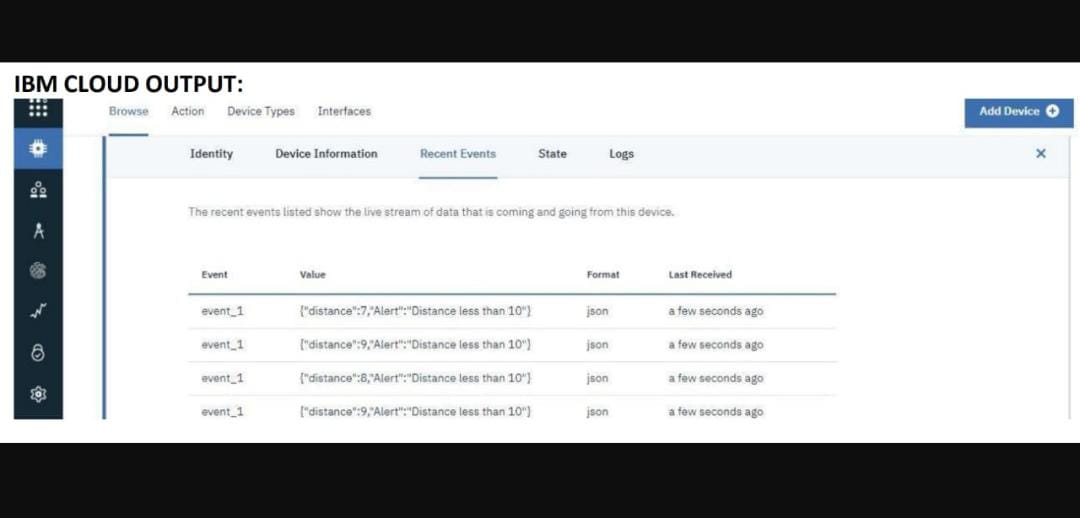 IBM CLOUD OUTPUT:
Browse Action Device Types Interfaces Add Device
Identity Device Information Recent Events State Logs
The recent events listed show the live stream of data that is coming and going from this device.
Event Value Format Last Received
event_1 {"distance":7,"Alert":"Distance less than 10"} json a few seconds ago
event_1 {"distance":9,"Alert":"Distance less than 10"} json a few seconds ago
event_1 {"distance":8,"Alert":"Distance less than 10"} json a few seconds ago
event_1 {"distance":9,"Alert":"Distance less than 10"} json a few seconds ago